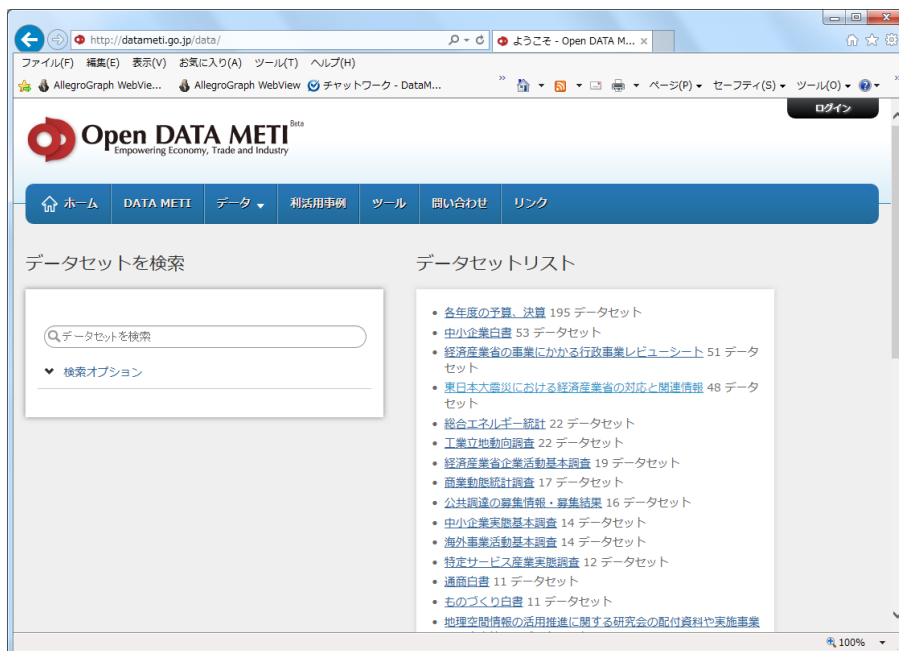 http://datameti.go.jp/data/
ようこそ - Open DATA M...
ファイル(F) 編集(E) 表示(V) お気に入り(A) ツール(T) ヘルプ(H)
AllegroGraph WebVie... AllegroGraph WebView チャットワーク - DataM... » ページ(P) セーフティ(S) ツール(O) »
ログイン
Open DATA METI Beta
Empowering Economy, Trade and Industry
ホーム DATA METI データ 利活用事例 ツール 問い合わせ リンク
データセットを検索
データセットを検索
検索オプション
データセットリスト
• 各年度の予算、決算 195 データセット
• 中小企業白書 53 データセット
• 経済産業省の事業にかかる行政事業レビューシート 51 データ
セット
• 東日本大震災における経済産業省の対応と関連情報 48 データ
セット
• 総合エネルギー統計 22 データセット
• 工業立地動向調査 22 データセット
• 経済産業省企業活動基本調査 19 データセット
• 商業動態統計調査 17 データセット
• 公共調達の募集情報・募集結果 16 データセット
• 中小企業実態基本調査 14 データセット
• 海外事業活動基本調査 14 データセット
• 特定サービス産業実態調査 12 データセット
• 通商白書 11 データセット
• ものづくり白書 11 データセット
• 地理空間情報の活用推進に関する研究会の配付資料や実施事業
100%